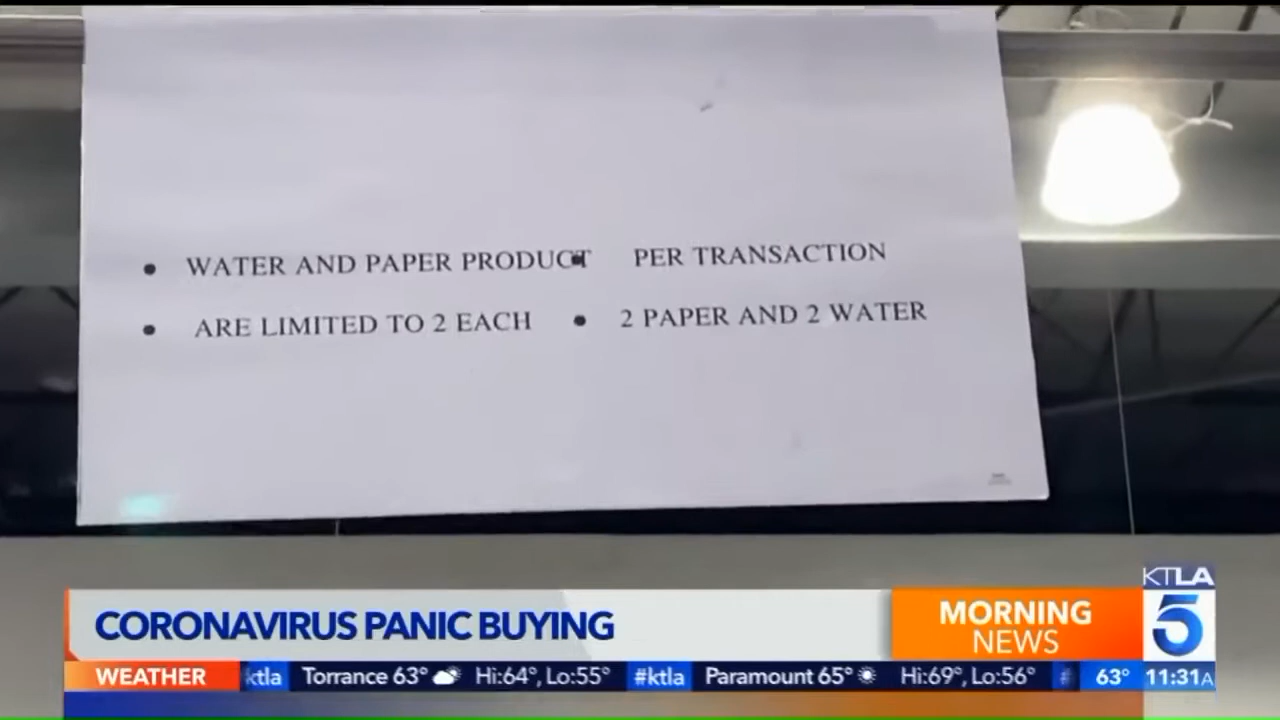 • WATER AND PAPER PRODUCT
• ARE LIMITED TO 2 EACH
• PER TRANSACTION
• 2 PAPER AND 2 WATER
CORONAVIRUS PANIC BUYING
MORNING
NEWS
KTLA
5
WEATHER ktla Torrance 63° Hi:64°, Lo:55° #ktla Paramount 65° Hi:69°, Lo:56° # 63° 11:31A